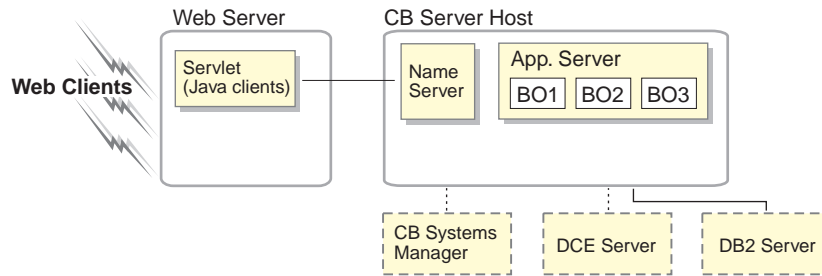 Web Server
CB Server Host
Web Clients
Servlet
(Java clients)
Name
Server
App. Server
BO1
BO2
BO3
CB Systems
Manager
DCE Server
DB2 Server